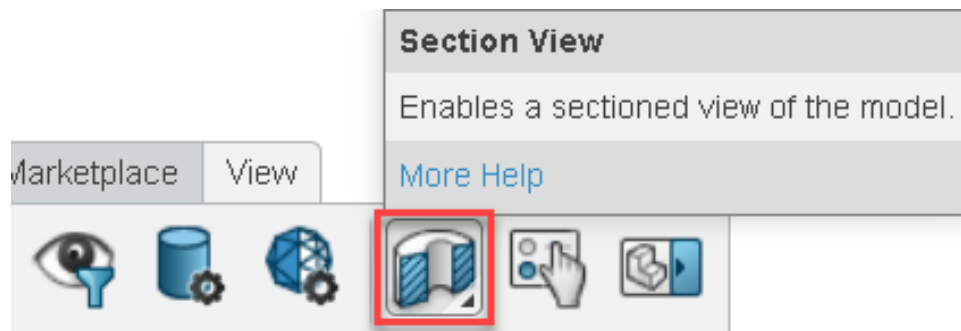 Section View
Enables a sectioned view of the model.
More Help
Marketplace View